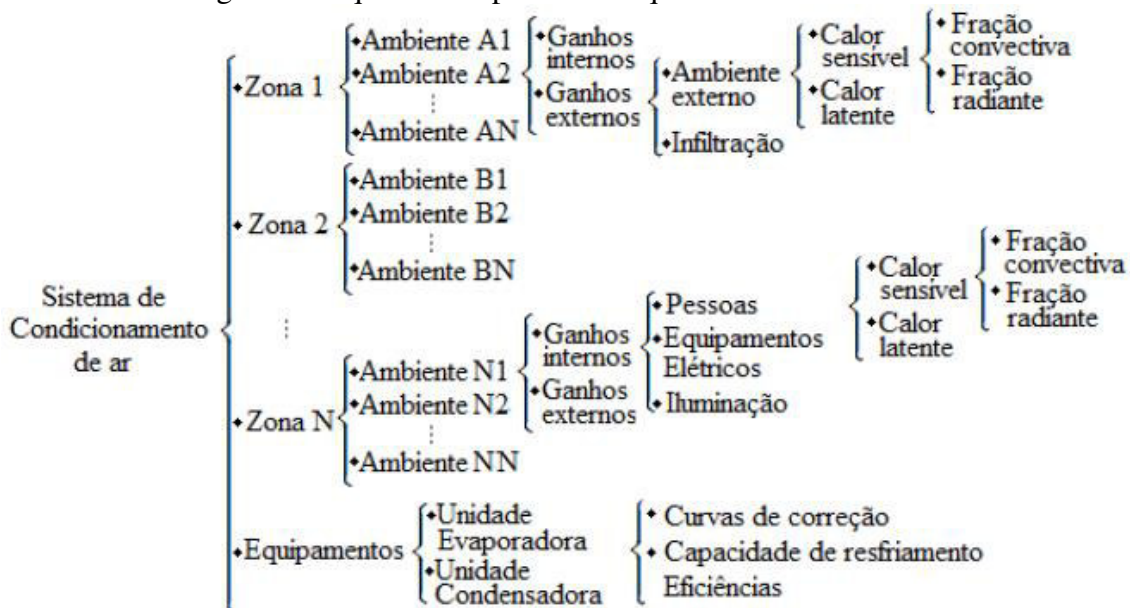 Sistema de
Condicionamento
de ar
◆Zona 1
◆Ambiente A1
◆Ambiente A2
◆Ambiente AN
◆Ganhos
internos
◆Ganhos
externos
◆Ambiente
externo
◆Infiltração
◆Calor
sensível
◆Calor
latente
◆Fração
convectiva
◆Fração
radiante
◆Zona 2
◆Ambiente B1
◆Ambiente B2
◆Ambiente BN
◆Zona N
◆Ambiente N1
◆Ambiente N2
◆Ambiente NN
◆Ganhos
internos
◆Ganhos
externos
◆Pessoas
◆Equipamentos
Elétricos
◆Iluminação
◆Calor
sensível
◆Calor
latente
◆Fração
convectiva
◆Fração
radiante
◆Equipamentos
◆Unidade
Evaporadora
◆Unidade
Condensadora
◆Curvas de correção
◆Capacidade de resfriamento
Eficiências